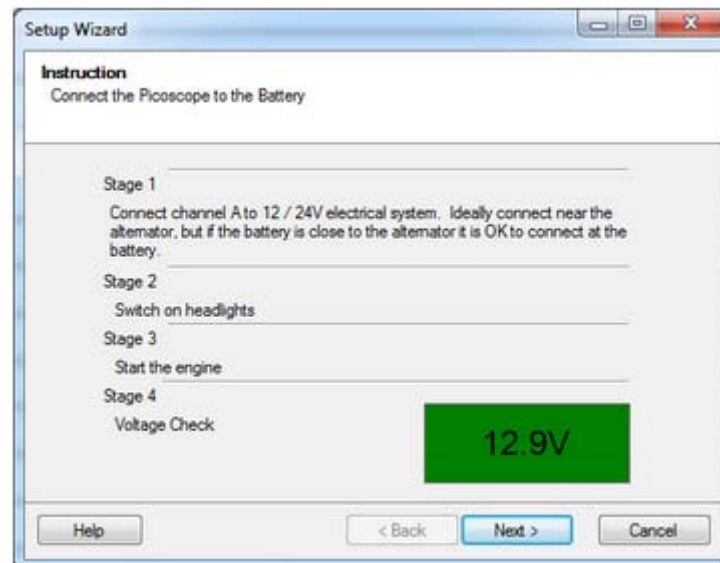 Setup Wizard
Instruction
Connect the Picoscope to the Battery
Stage 1
Connect channel A to 12 / 24V electrical system. Ideally connect near the
alternator, but if the battery is close to the alternator it is OK to connect at the
battery.
Stage 2
Switch on headlights
Stage 3
Start the engine
Stage 4
Voltage Check
12.9V
Help
< Back
Next >
Cancel